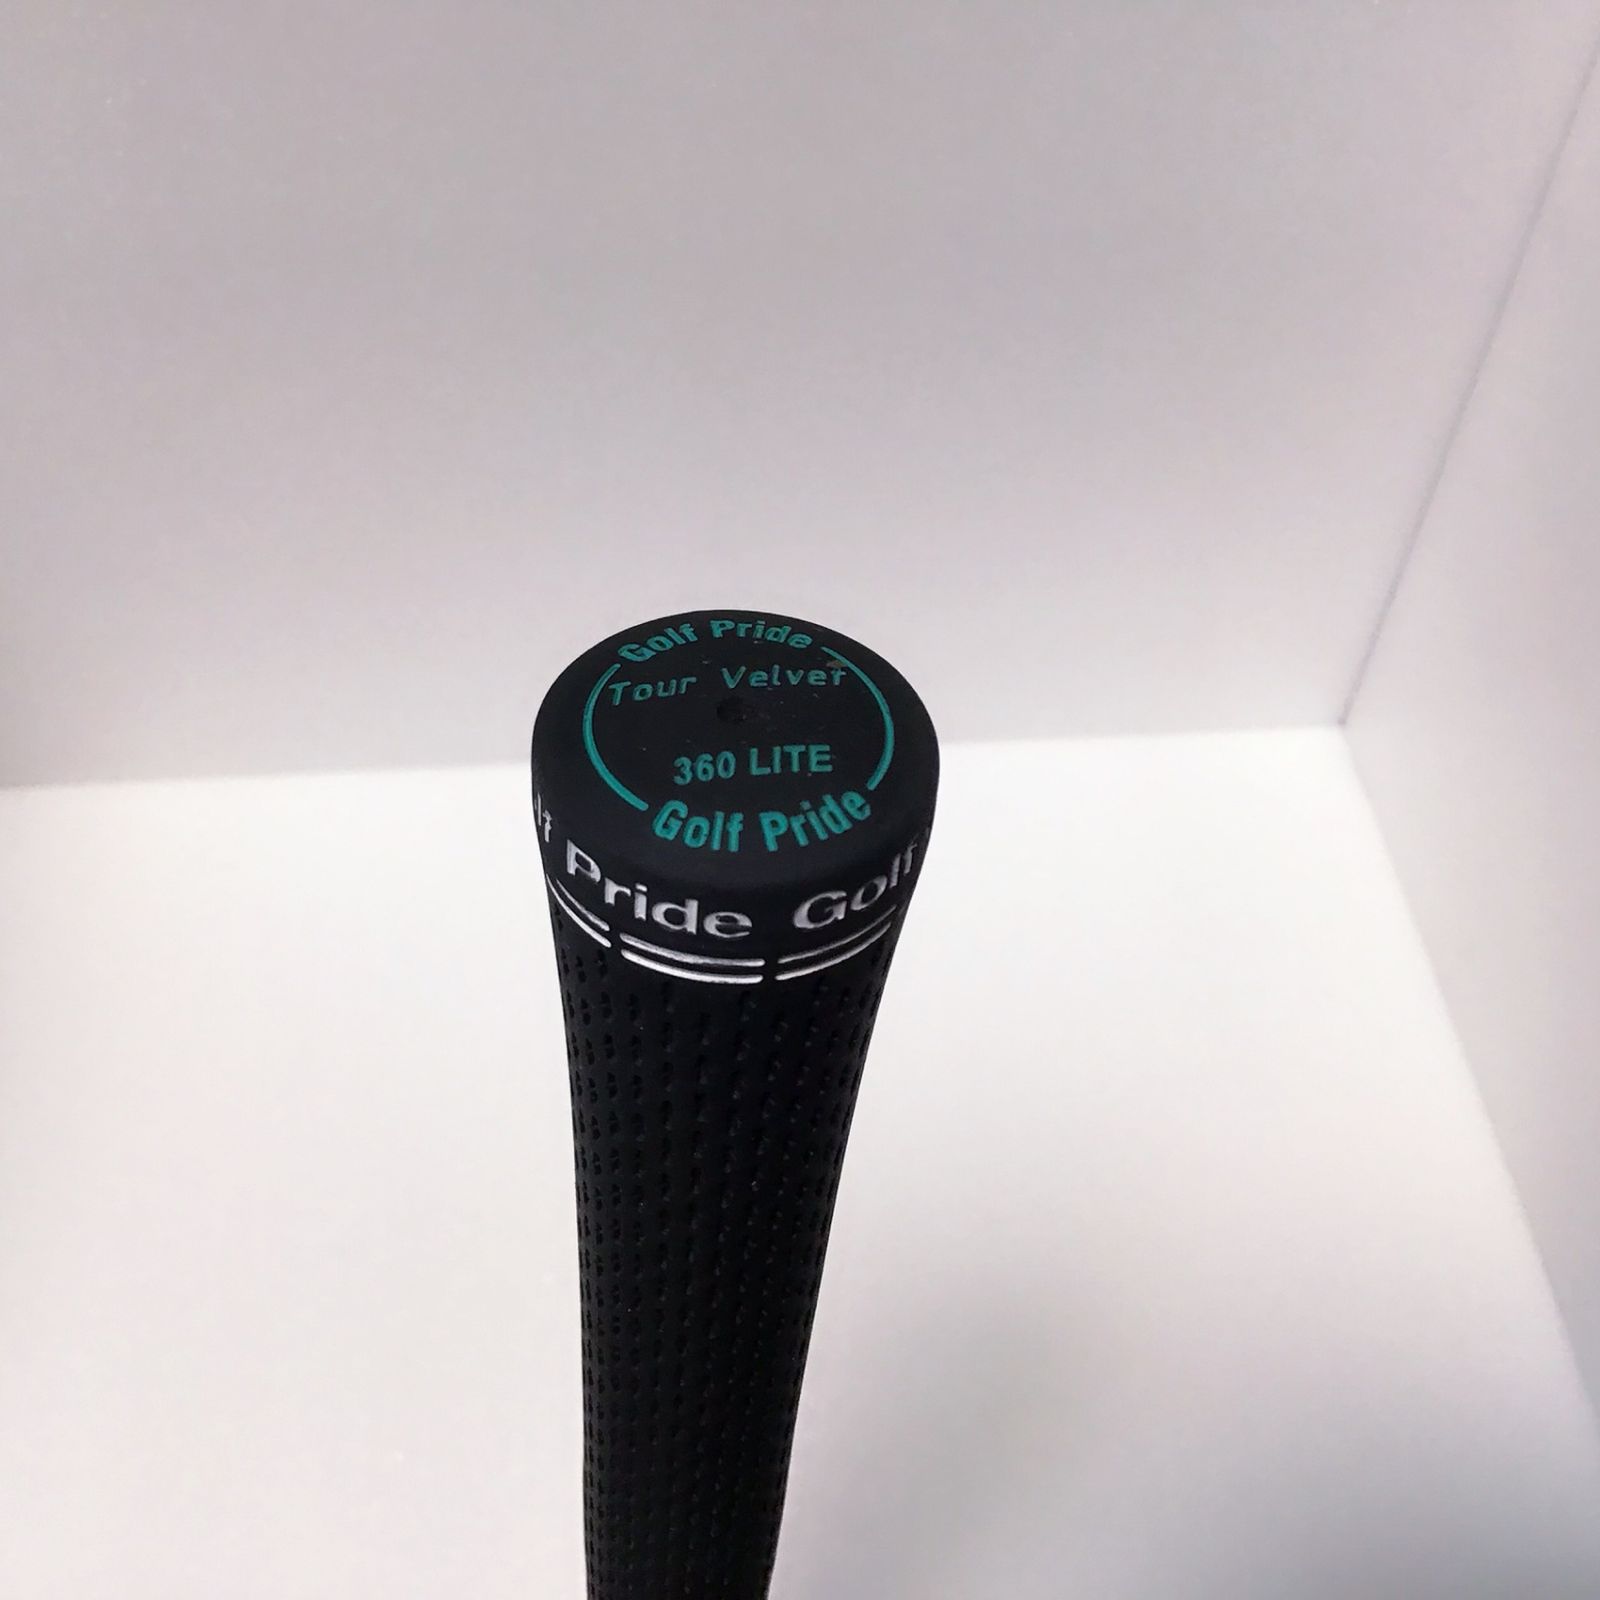 Golf Pride
Tour Velvet
360 LITE
Golf Pride
Pride Golf